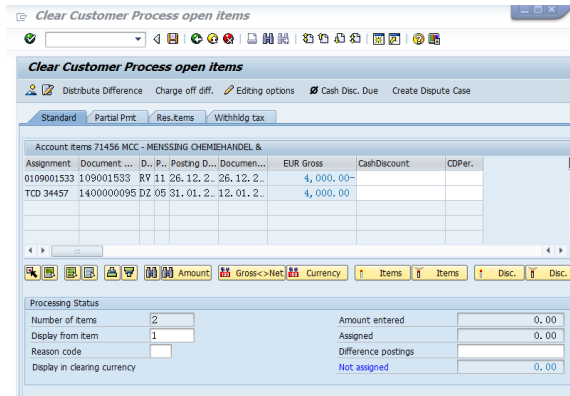 Clear Customer Process open items
Clear Customer Process open items
Distribute Difference Charge off diff. Editing options Cash Disc. Due Create Dispute Case
Standard Partial Pmt Res.items Withhldg tax
Account items 71456 MCC - MENSSING CHEMIEHANDEL &
Assignment Document ... D.. P.. Posting D... Documen... EUR Gross CashDiscount CDPer.
0109001533 109001533 RV 11 26.12.2.. 26.12.2.. 4,000.00-
TCD 34457 1400000095 DZ 05 31.01.2.. 12.01.2.. 4,000.00
Amount Gross<>Net Currency Items Items Disc. Disc.
Processing Status
Number of items 2 Amount entered 0.00
Display from item 1 Assigned 0.00
Reason code Difference postings
Display in clearing currency Not assigned 0.00